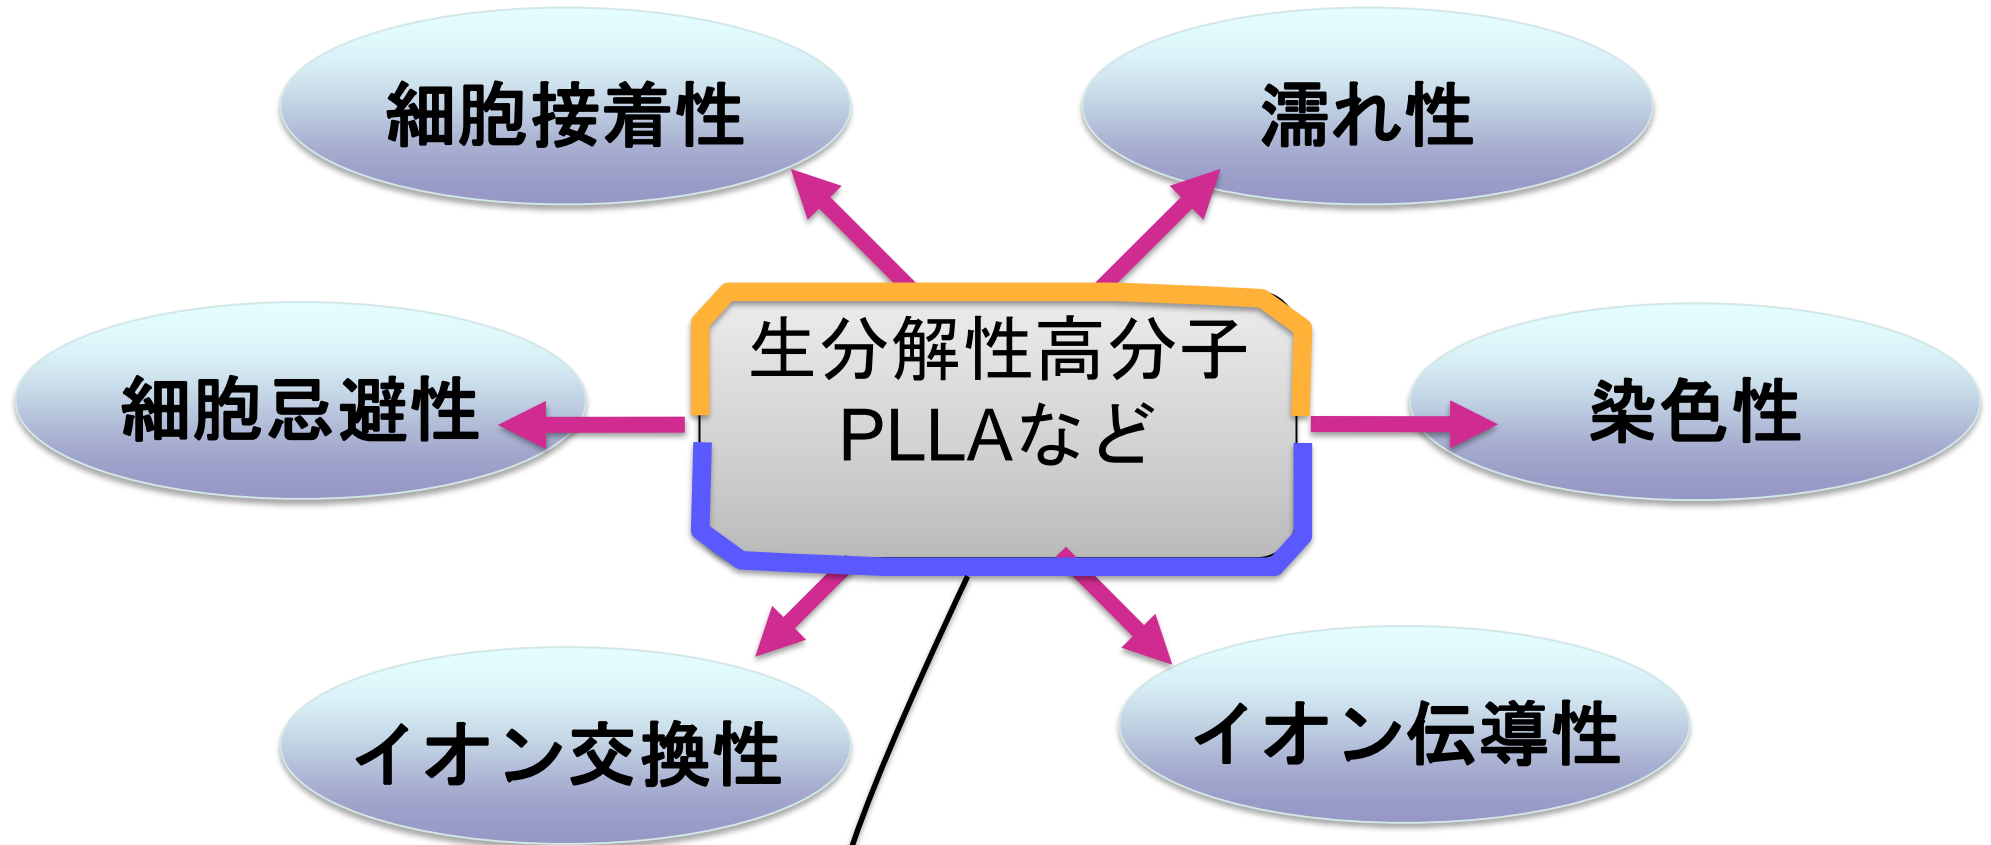 細胞接着性
濡れ性
生分解性高分子
PLLAなど
細胞忌避性
染色性
イオン交換性
イオン伝導性